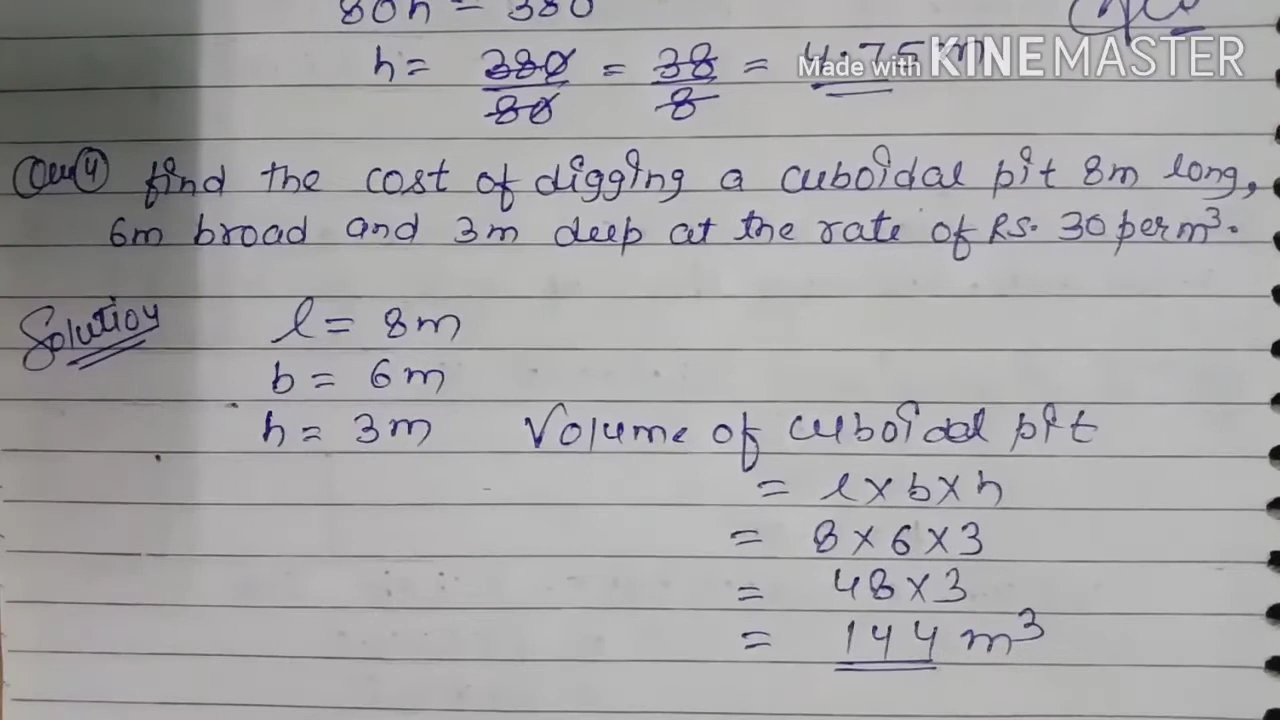 80h = 380
h = 380/80 = 38/8 = 4.75 m
Made with KINEMASTER
Que 4 find the cost of digging a cuboidal pit 8m long,
6m broad and 3m deep at the rate of Rs. 30 per m³.
Solution l = 8m
b = 6m
h = 3m Volume of cuboidal pit
= l × b × h
= 8 × 6 × 3
= 48 × 3
= 144 m³